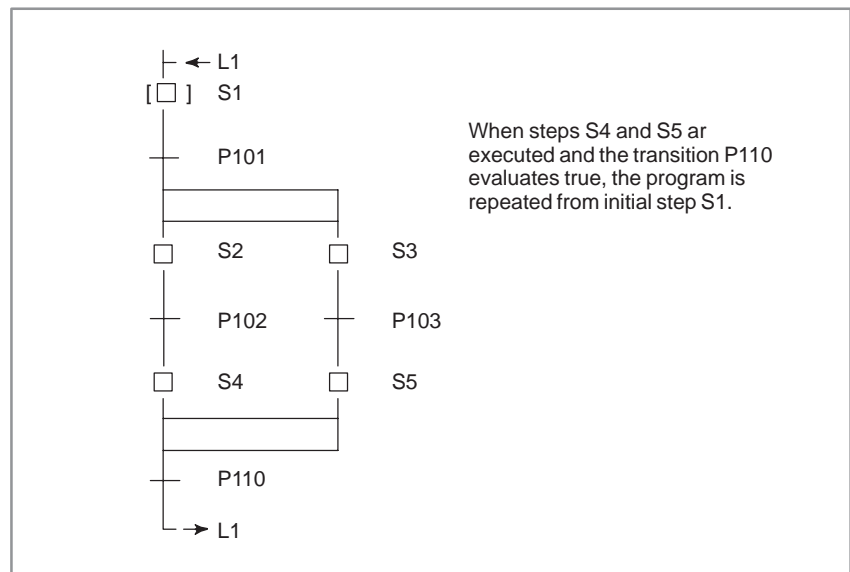 L1
[ ] S1
P101
When steps S4 and S5 ar
executed and the transition P110
evaluates true, the program is
repeated from initial step S1.
S2 S3
P102 P103
S4 S5
P110
L1